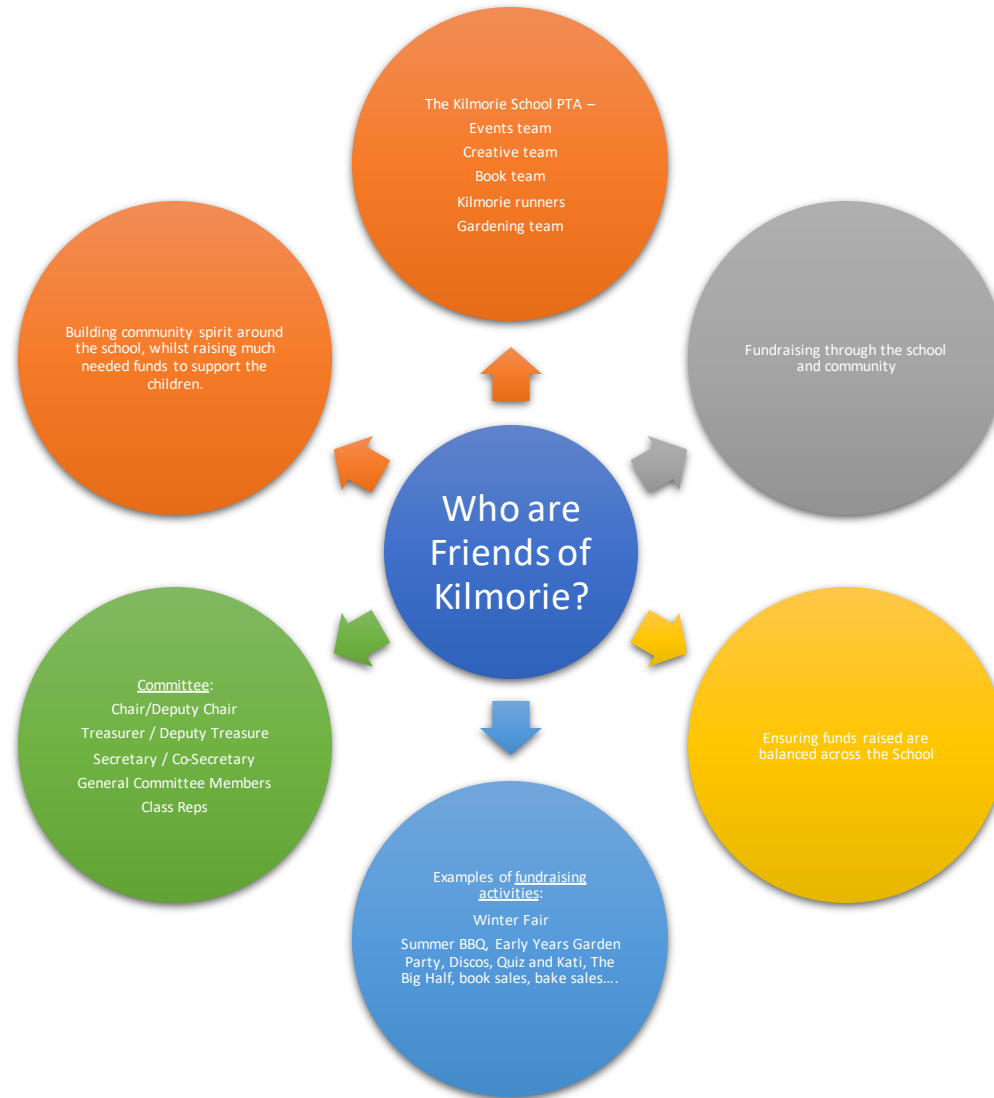 The Kilmorie School PTA –
Events team
Creative team
Book team
Kilmorie runners
Gardening team
Building community spirit around
the school, whilst raising much
needed funds to support the
children.
Fundraising through the school
and community
Who are
Friends of
Kilmorie?
Committee:
Chair/Deputy Chair
Treasurer / Deputy Treasure
Secretary / Co-Secretary
General Committee Members
Class Reps
Ensuring funds raised are
balanced across the School
Examples of fundraising
activities:
Winter Fair
Summer BBQ, Early Years Garden
Party, Discos, Quiz and Kati, The
Big Half, book sales, bake sales….